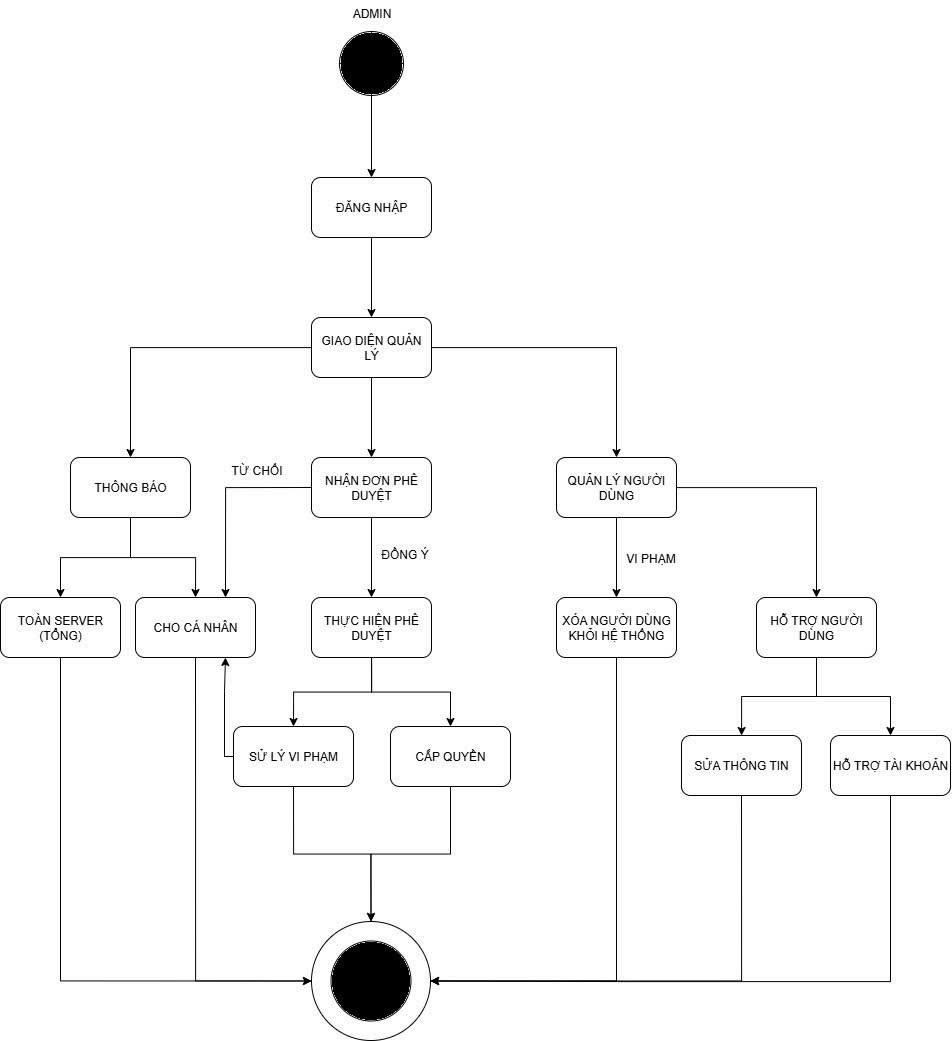 ADMIN
ĐĂNG NHẬP
GIAO DIỆN QUẢN
LÝ
THÔNG BÁO
TỪ CHỐI
NHẬN ĐƠN PHÊ
DUYỆT
QUẢN LÝ NGƯỜI
DÙNG
ĐỒNG Ý
VI PHẠM
TOÀN SERVER
(TỔNG)
CHO CÁ NHÂN
THỰC HIỆN PHÊ
DUYỆT
XÓA NGƯỜI DÙNG
KHỎI HỆ THỐNG
HỖ TRỢ NGƯỜI
DÙNG
SỬ LÝ VI PHẠM
CẤP QUYỀN
SỬA THÔNG TIN
HỖ TRỢ TÀI KHOẢN